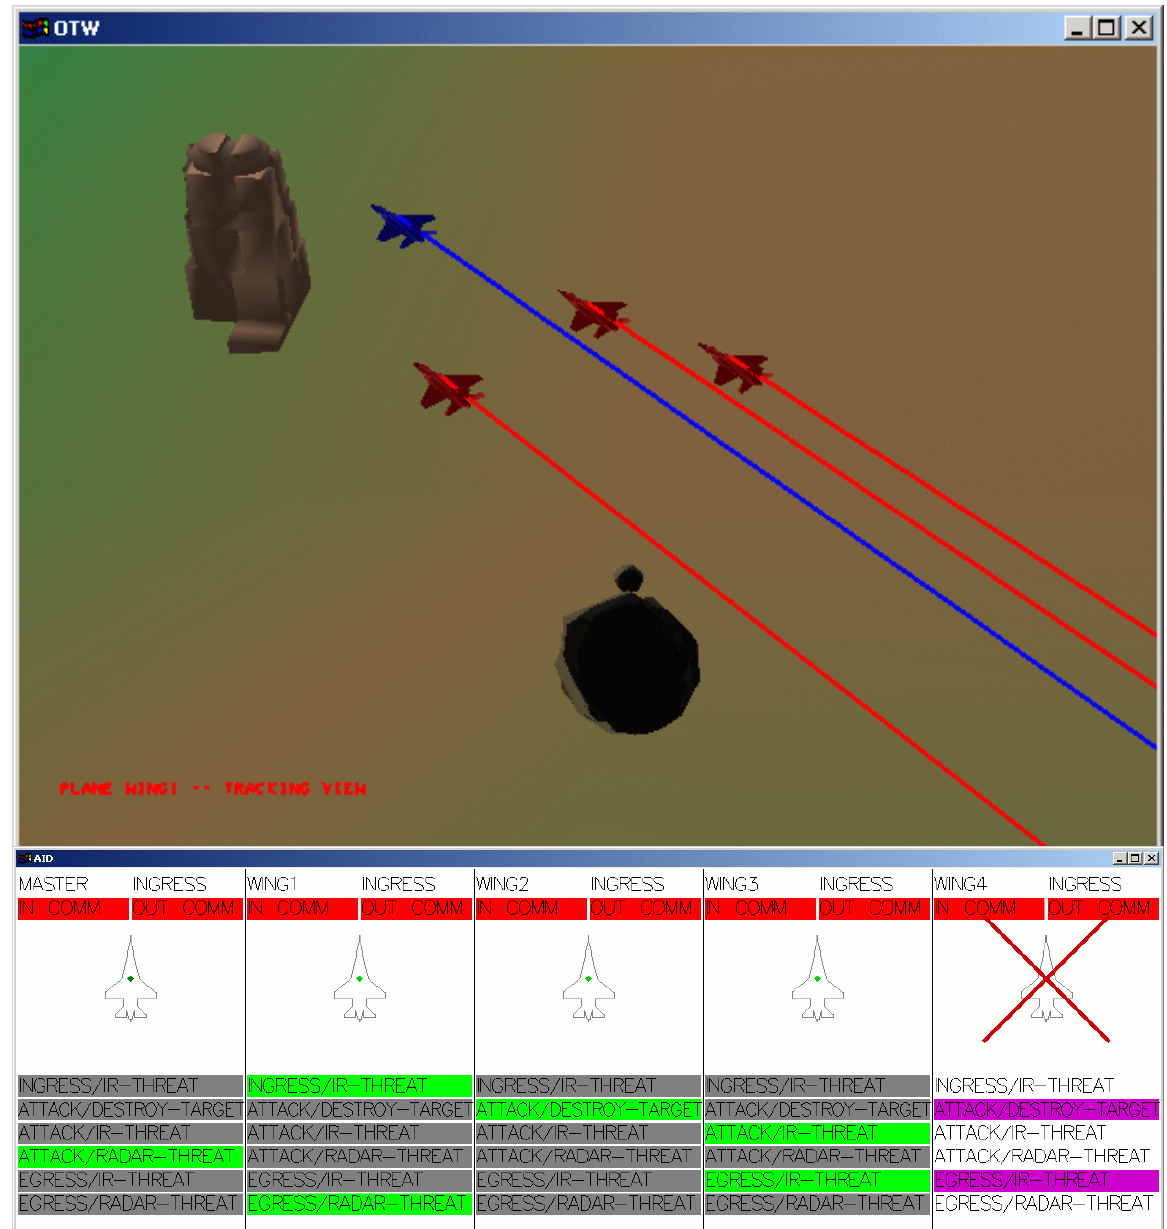 OTW
PLANE WING1 -- TRACKING VIEW
AID
MASTER INGRESS WING1 INGRESS WING2 INGRESS WING3 INGRESS WING4 INGRESS
IN COMM OUT COMM IN COMM OUT COMM IN COMM OUT COMM IN COMM OUT COMM IN COMM OUT COMM
INGRESS/IR-THREAT INGRESS/IR-THREAT INGRESS/IR-THREAT INGRESS/IR-THREAT INGRESS/IR-THREAT
ATTACK/DESTROY-TARGET ATTACK/DESTROY-TARGET ATTACK/DESTROY-TARGET ATTACK/DESTROY-TARGET ATTACK/DESTROY-TARGET
ATTACK/IR-THREAT ATTACK/IR-THREAT ATTACK/IR-THREAT ATTACK/IR-THREAT ATTACK/IR-THREAT
ATTACK/RADAR-THREAT ATTACK/RADAR-THREAT ATTACK/RADAR-THREAT ATTACK/RADAR-THREAT ATTACK/RADAR-THREAT
EGRESS/IR-THREAT EGRESS/IR-THREAT EGRESS/IR-THREAT EGRESS/IR-THREAT EGRESS/IR-THREAT
EGRESS/RADAR-THREAT EGRESS/RADAR-THREAT EGRESS/RADAR-THREAT EGRESS/RADAR-THREAT EGRESS/RADAR-THREAT